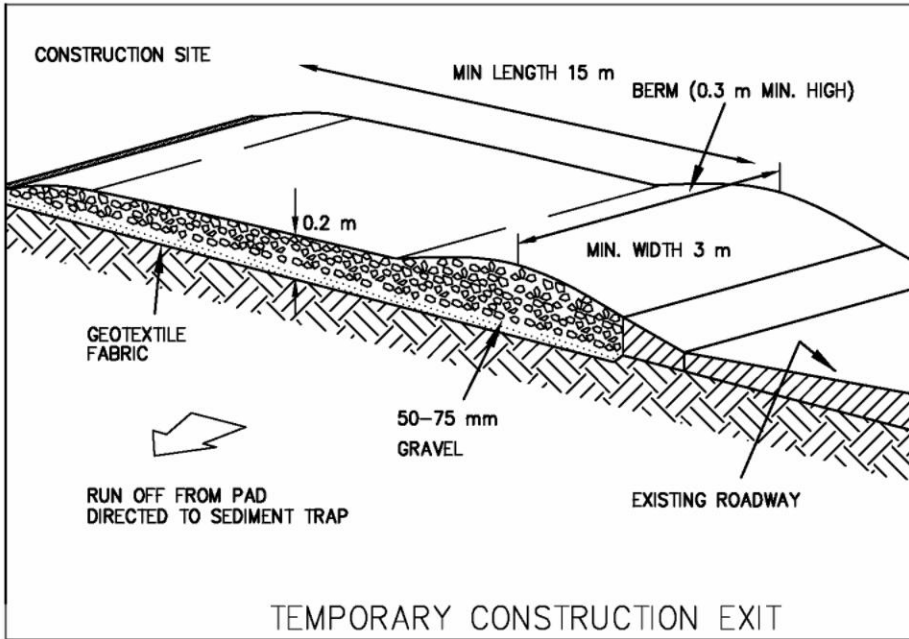 CONSTRUCTION SITE
MIN LENGTH 15 m
BERM (0.3 m MIN. HIGH)
0.2 m
MIN. WIDTH 3 m
GEOTEXTILE
FABRIC
50-75 mm
GRAVEL
RUN OFF FROM PAD
DIRECTED TO SEDIMENT TRAP
EXISTING ROADWAY
TEMPORARY CONSTRUCTION EXIT